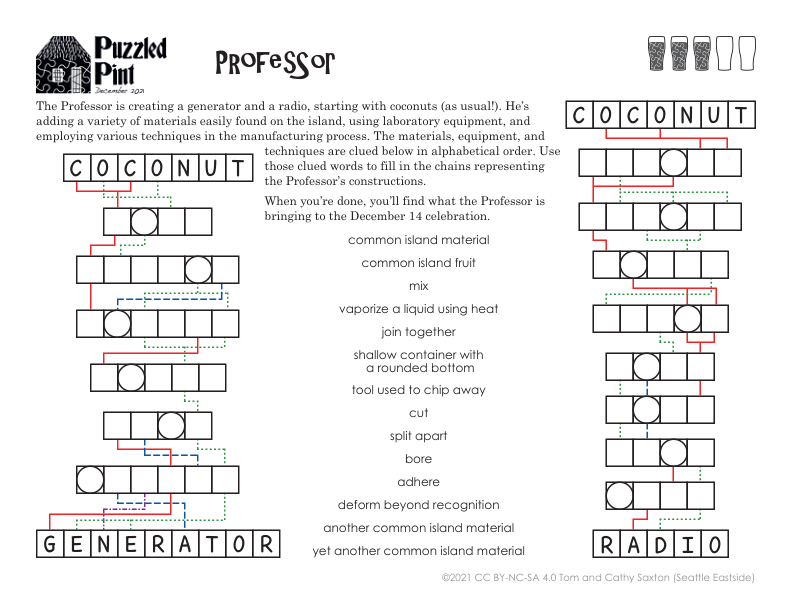 Puzzled
Pint
December 2021
Professor
The Professor is creating a generator and a radio, starting with coconuts (as usual!). He's
adding a variety of materials easily found on the island, using laboratory equipment, and
employing various techniques in the manufacturing process. The materials, equipment, and
techniques are clued below in alphabetical order. Use
those clued words to fill in the chains representing
the Professor's constructions.
When you're done, you'll find what the Professor is
bringing to the December 14 celebration.
COCONUT
GENERATOR
common island material
common island fruit
mix
vaporize a liquid using heat
join together
shallow container with
a rounded bottom
tool used to chip away
cut
split apart
bore
adhere
deform beyond recognition
another common island material
yet another common island material
COCONUT
RADIO
©2021 CC BY-NC-SA 4.0 Tom and Cathy Saxton (Seattle Eastside)